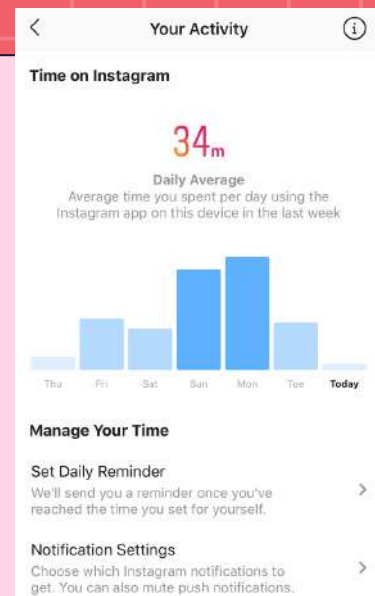 Your Activity
Time on Instagram
34m
Daily Average
Average time you spent per day using the
Instagram app on this device in the last week
Thu Fri Sat Sun Mon Tue Today
Manage Your Time
Set Daily Reminder
We'll send you a reminder once you've
reached the time you set for yourself.
Notification Settings
Choose which Instagram notifications to
get. You can also mute push notifications.